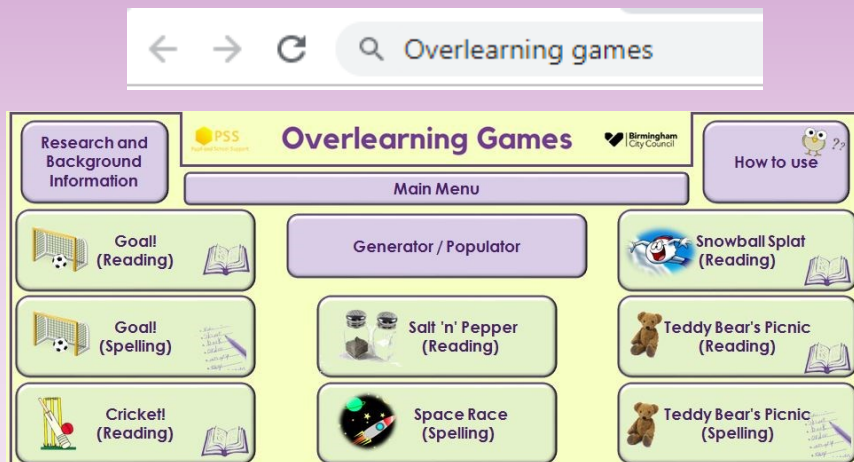 Overlearning games
Research and
Background
Information
PSS
Overlearning Games
Birmingham
City Council
How to use
??
Main Menu
Goal!
(Reading)
Generator / Populator
Snowball Splat
(Reading)
Goal!
(Spelling)
Salt 'n' Pepper
(Reading)
Teddy Bear's Picnic
(Reading)
Cricket!
(Reading)
Space Race
(Spelling)
Teddy Bear's Picnic
(Spelling)